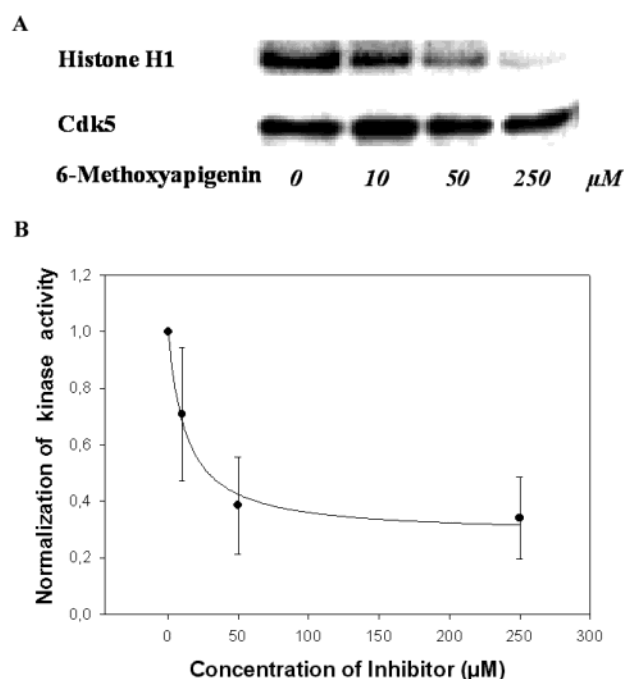 A
Histone H1
Cdk5
6-Methoxyapigenin 0 10 50 250 µM
B
Normalization of kinase activity
1,2
1,0
0,8
0,6
0,4
0,2
0,0
0 50 100 150 200 250 300
Concentration of Inhibitor (µM)